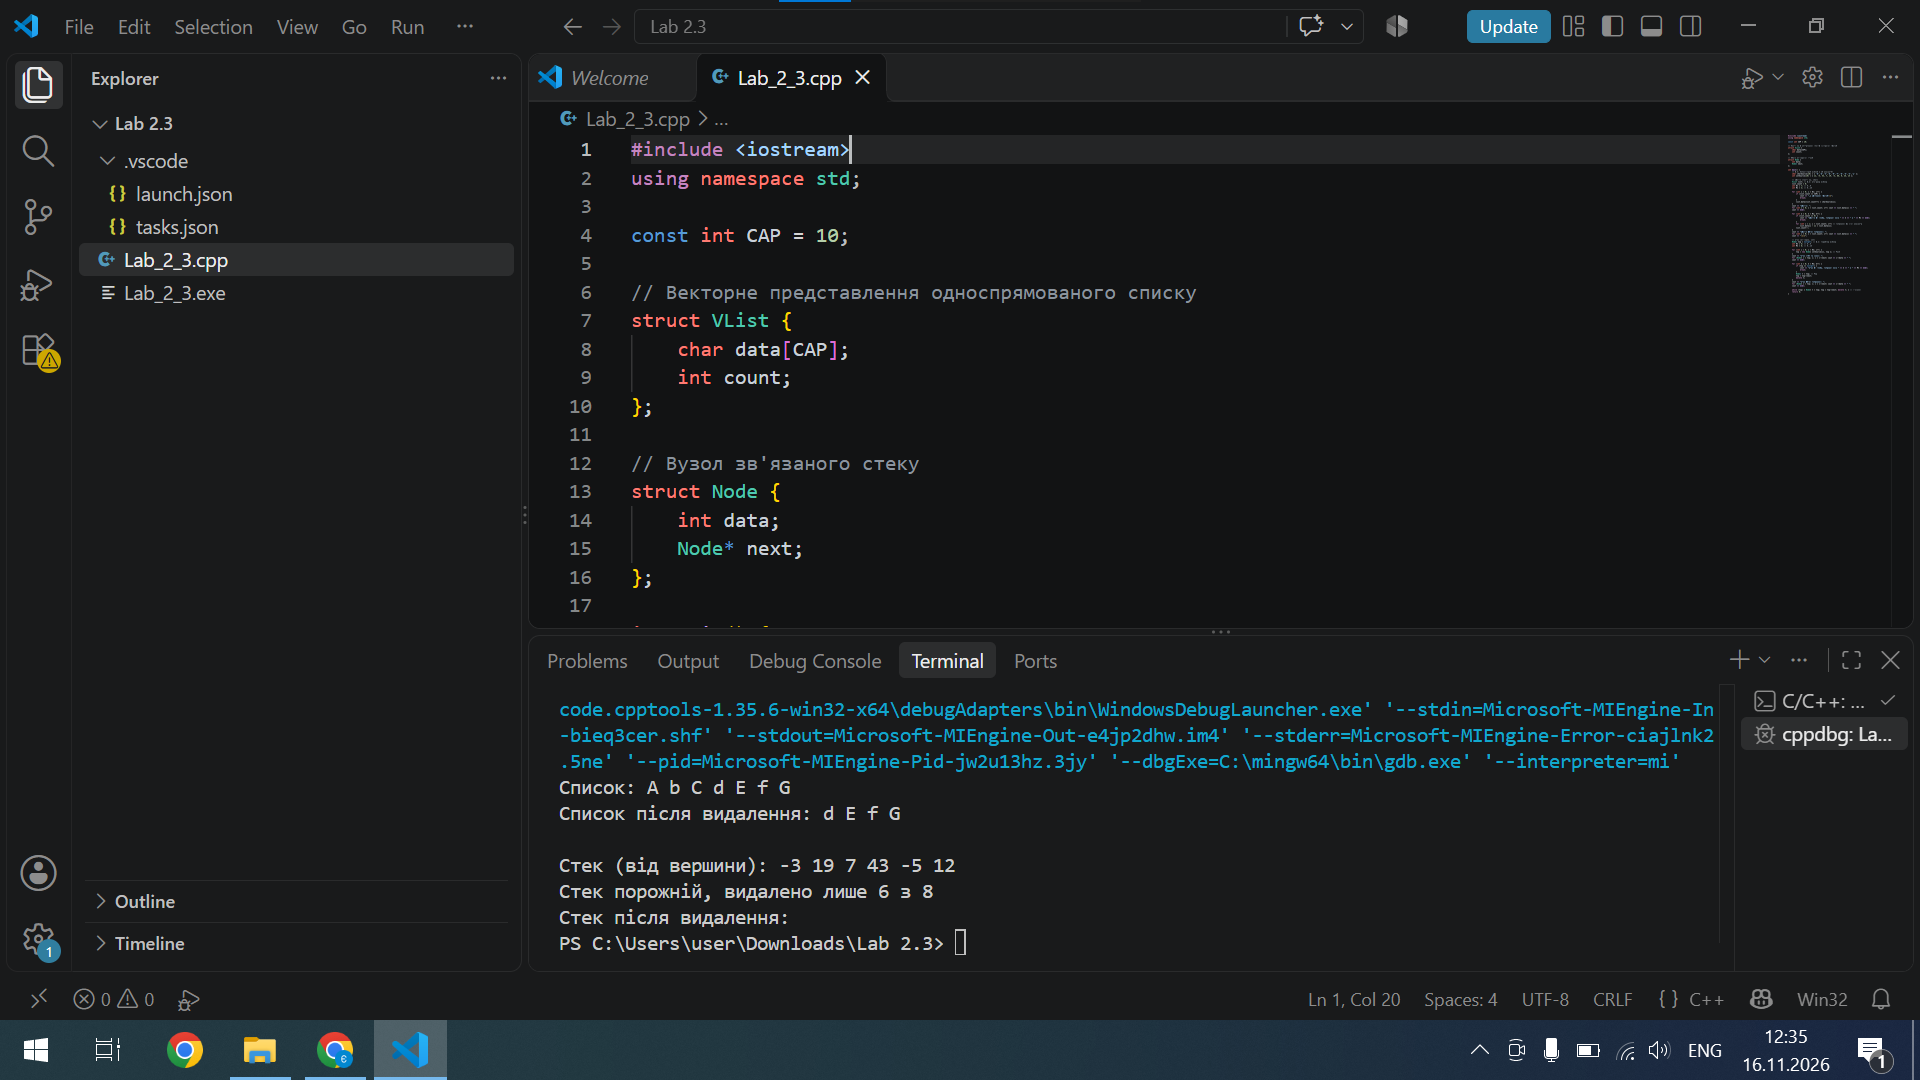 File Edit Selection View Go Run ···
Lab 2.3
Update
Explorer
Lab 2.3
.vscode
{} launch.json
{} tasks.json
Lab_2_3.cpp
Lab_2_3.exe
Outline
Timeline
Welcome
Lab_2_3.cpp
Lab_2_3.cpp > ...
1 #include <iostream>
2 using namespace std;
3
4 const int CAP = 10;
5
6 // Векторне представлення односпрямованого списку
7 struct VList {
8 char data[CAP];
9 int count;
10 };
11
12 // Вузол зв'язаного стеку
13 struct Node {
14 int data;
15 Node* next;
16 };
17
Problems Output Debug Console Terminal Ports
code.cpptools-1.35.6-win32-x64\debugAdapters\bin\WindowsDebugLauncher.exe' '--stdin=Microsoft-MIEngine-In
-bieq3cer.shf' '--stdout=Microsoft-MIEngine-Out-e4jp2dhw.im4' '--stderr=Microsoft-MIEngine-Error-ciajlnk2
.5ne' '--pid=Microsoft-MIEngine-Pid-jw2u13hz.3jy' '--dbgExe=C:\mingw64\bin\gdb.exe' '--interpreter=mi'
Список: A b C d E f G
Список після видалення: d E f G
Стек (від вершини): -3 19 7 43 -5 12
Стек порожній, видалено лише 6 з 8
Стек після видалення:
PS C:\Users\user\Downloads\Lab 2.3>
C/C++: ...
cppdbg: La...
1
0 0
Ln 1, Col 20 Spaces: 4 UTF-8 CRLF {} C++ Win32
ENG
12:35
16.11.2026
1